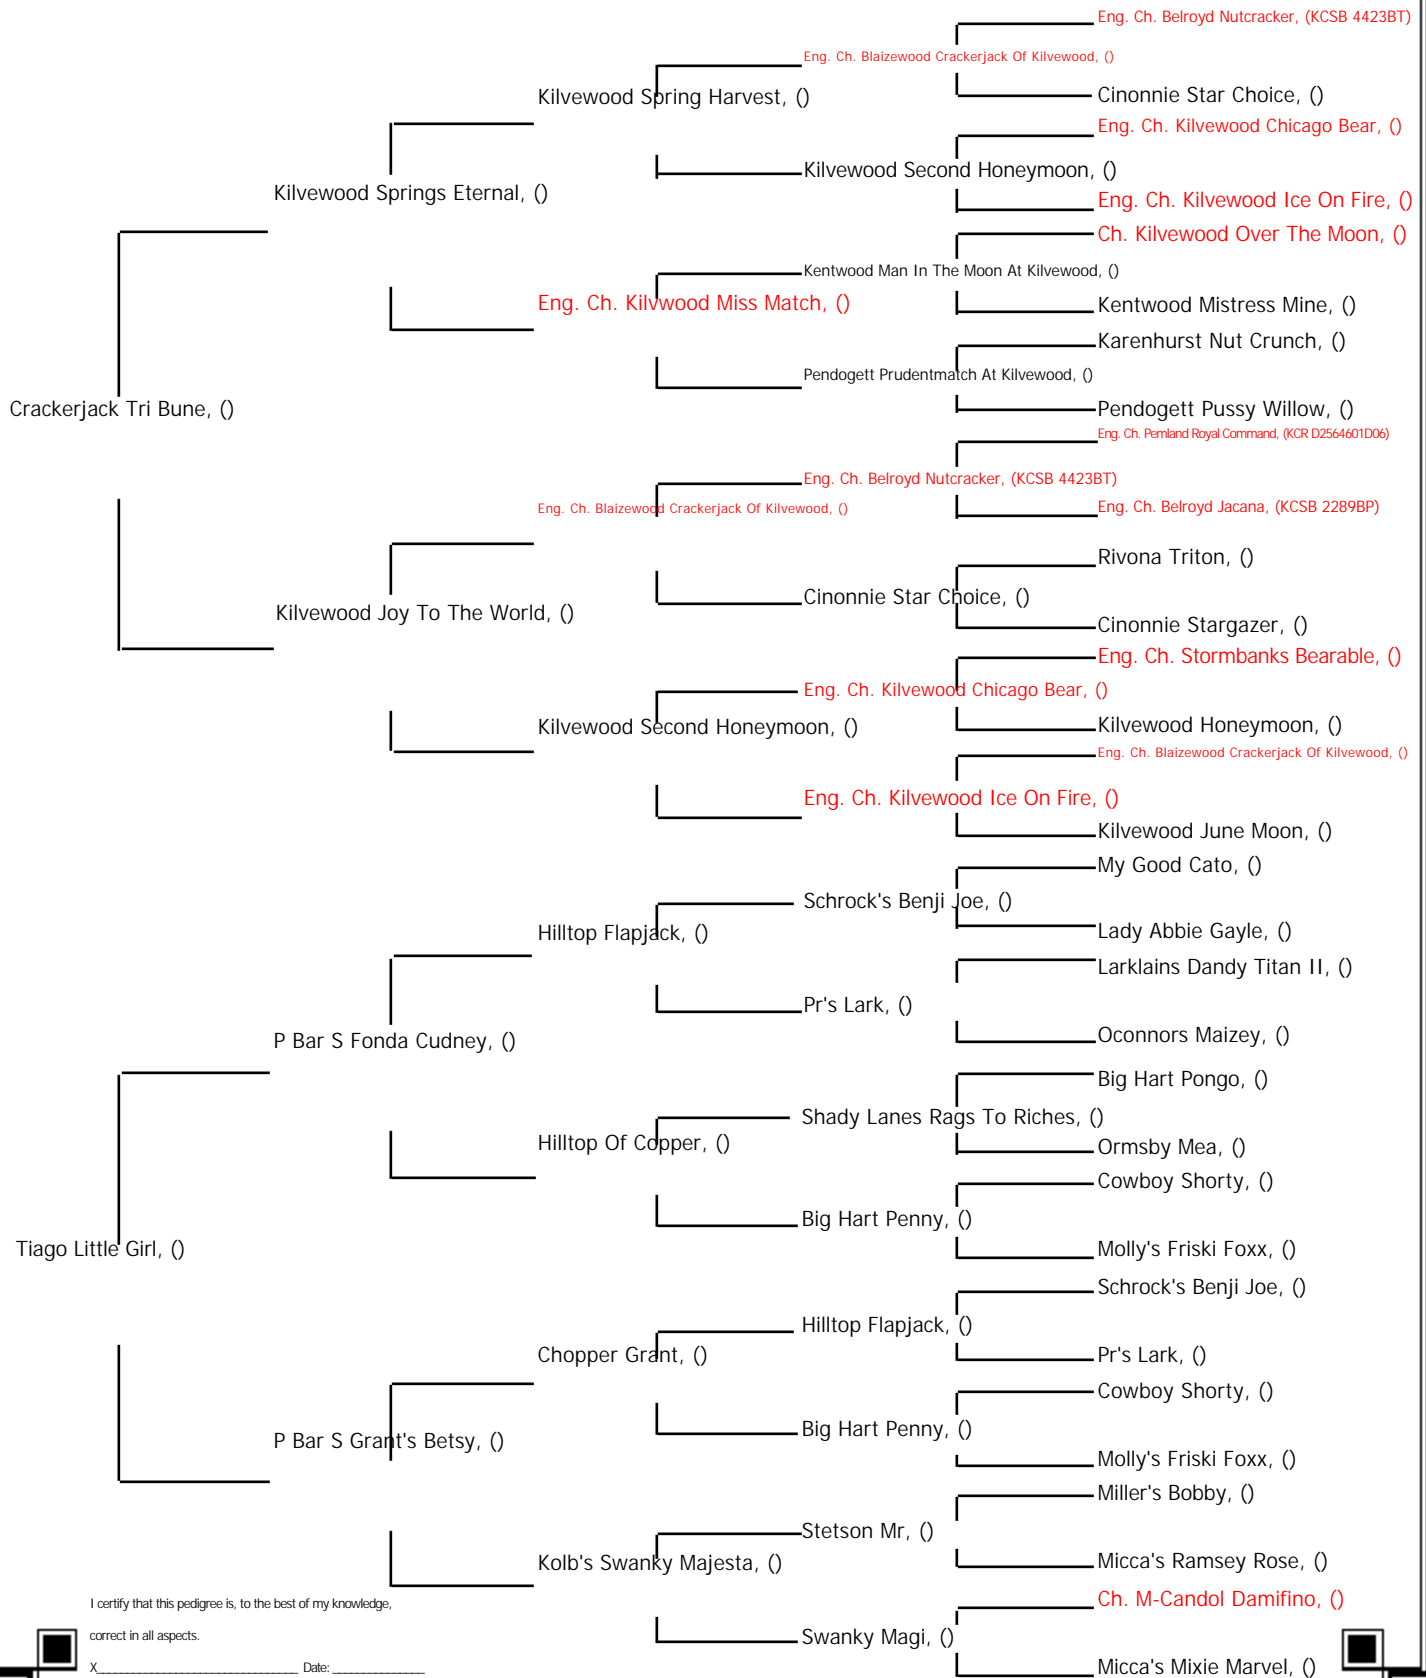 Eng. Ch. Belroyd Nutcracker, (KCSB 4423BT)
Eng. Ch. Blaizewood Crackerjack Of Kilvewood, ()
Kilvewood Spring Harvest, ()
Cinonnie Star Choice, ()
Eng. Ch. Kilvewood Chicago Bear, ()
Kilvewood Second Honeymoon, ()
Kilvewood Springs Eternal, ()
Eng. Ch. Kilvewood Ice On Fire, ()
Ch. Kilvewood Over The Moon, ()
Kentwood Man In The Moon At Kilvewood, ()
Eng. Ch. Kilvwood Miss Match, ()
Kentwood Mistress Mine, ()
Karenhurst Nut Crunch, ()
Pendogett Prudentmatch At Kilvewood, ()
Crackerjack Tri Bune, ()
Pendogett Pussy Willow, ()
Eng. Ch. Pemland Royal Command, (KCR D2564601D06)
Eng. Ch. Belroyd Nutcracker, (KCSB 4423BT)
Eng. Ch. Blaizewood Crackerjack Of Kilvewood, ()
Eng. Ch. Belroyd Jacana, (KCSB 2289BP)
Rivona Triton, ()
Cinonnie Star Choice, ()
Kilvewood Joy To The World, ()
Cinonnie Stargazer, ()
Eng. Ch. Stormbanks Bearable, ()
Eng. Ch. Kilvewood Chicago Bear, ()
Kilvewood Second Honeymoon, ()
Kilvewood Honeymoon, ()
Eng. Ch. Blaizewood Crackerjack Of Kilvewood, ()
Eng. Ch. Kilvewood Ice On Fire, ()
Kilvewood June Moon, ()
My Good Cato, ()
Schrock's Benji Joe, ()
Hilltop Flapjack, ()
Lady Abbie Gayle, ()
Larklains Dandy Titan II, ()
Pr's Lark, ()
P Bar S Fonda Cudney, ()
Oconnors Maizey, ()
Big Hart Pongo, ()
Shady Lanes Rags To Riches, ()
Hilltop Of Copper, ()
Ormsby Mea, ()
Cowboy Shorty, ()
Big Hart Penny, ()
Tiago Little Girl, ()
Molly's Friski Foxx, ()
Schrock's Benji Joe, ()
Hilltop Flapjack, ()
Chopper Grant, ()
Pr's Lark, ()
Cowboy Shorty, ()
Big Hart Penny, ()
P Bar S Grant's Betsy, ()
Molly's Friski Foxx, ()
Miller's Bobby, ()
Stetson Mr, ()
Kolb's Swanky Majesta, ()
Micca's Ramsey Rose, ()
Ch. M-Candol Damifino, ()
Swanky Magi, ()
Micca's Mixie Marvel, ()
I certify that this pedigree is, to the best of my knowledge,
correct in all aspects.
X______________________________ Date: ______________